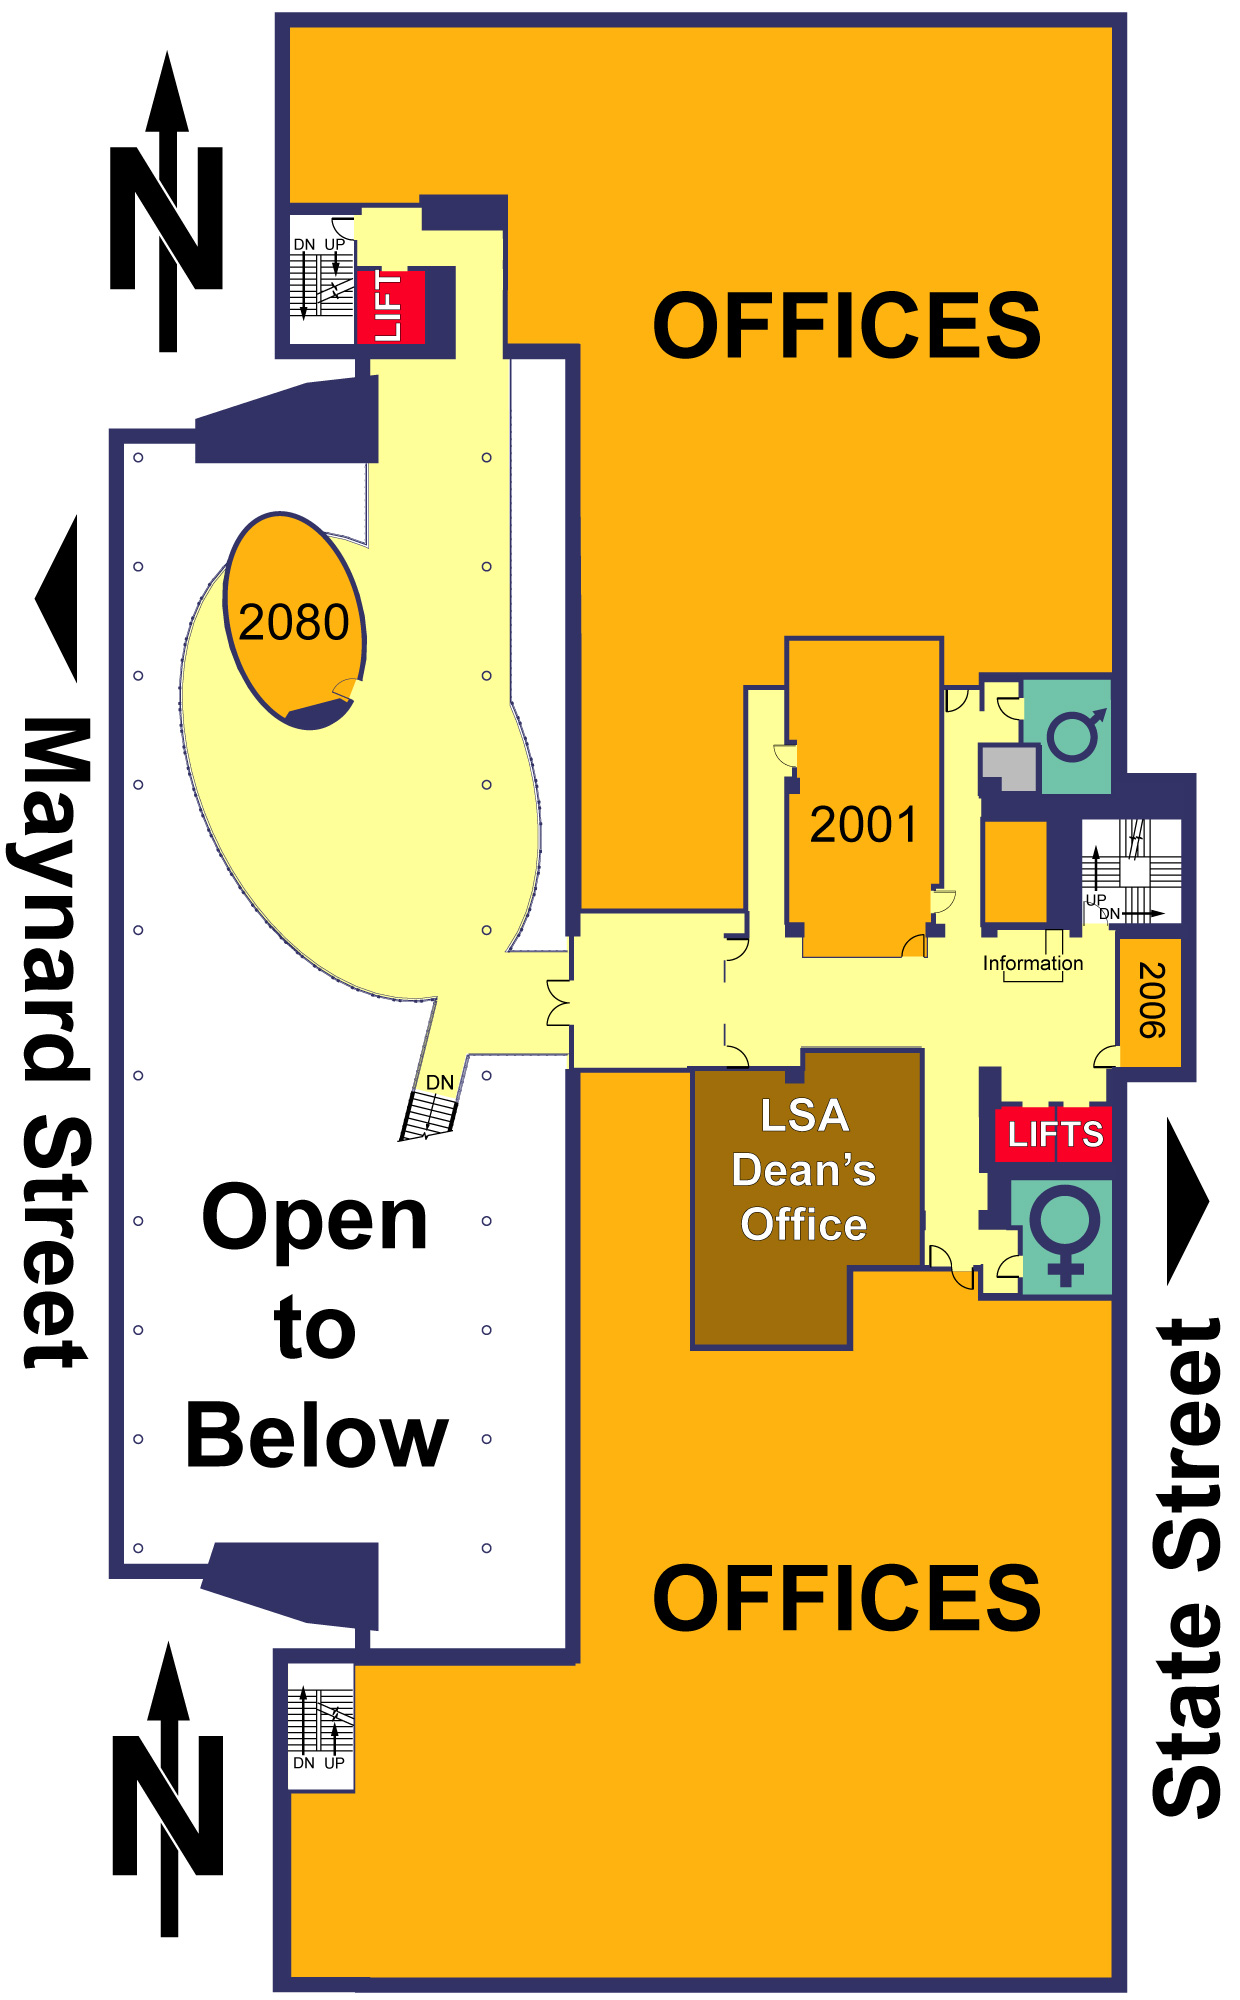 N
DN UP
LIFT
OFFICES
2080
2001
UP
DN
Information
2006
DN
LSA
Dean's
Office
LIFTS
Maynard Street
Open
to
Below
State Street
OFFICES
N
DN UP